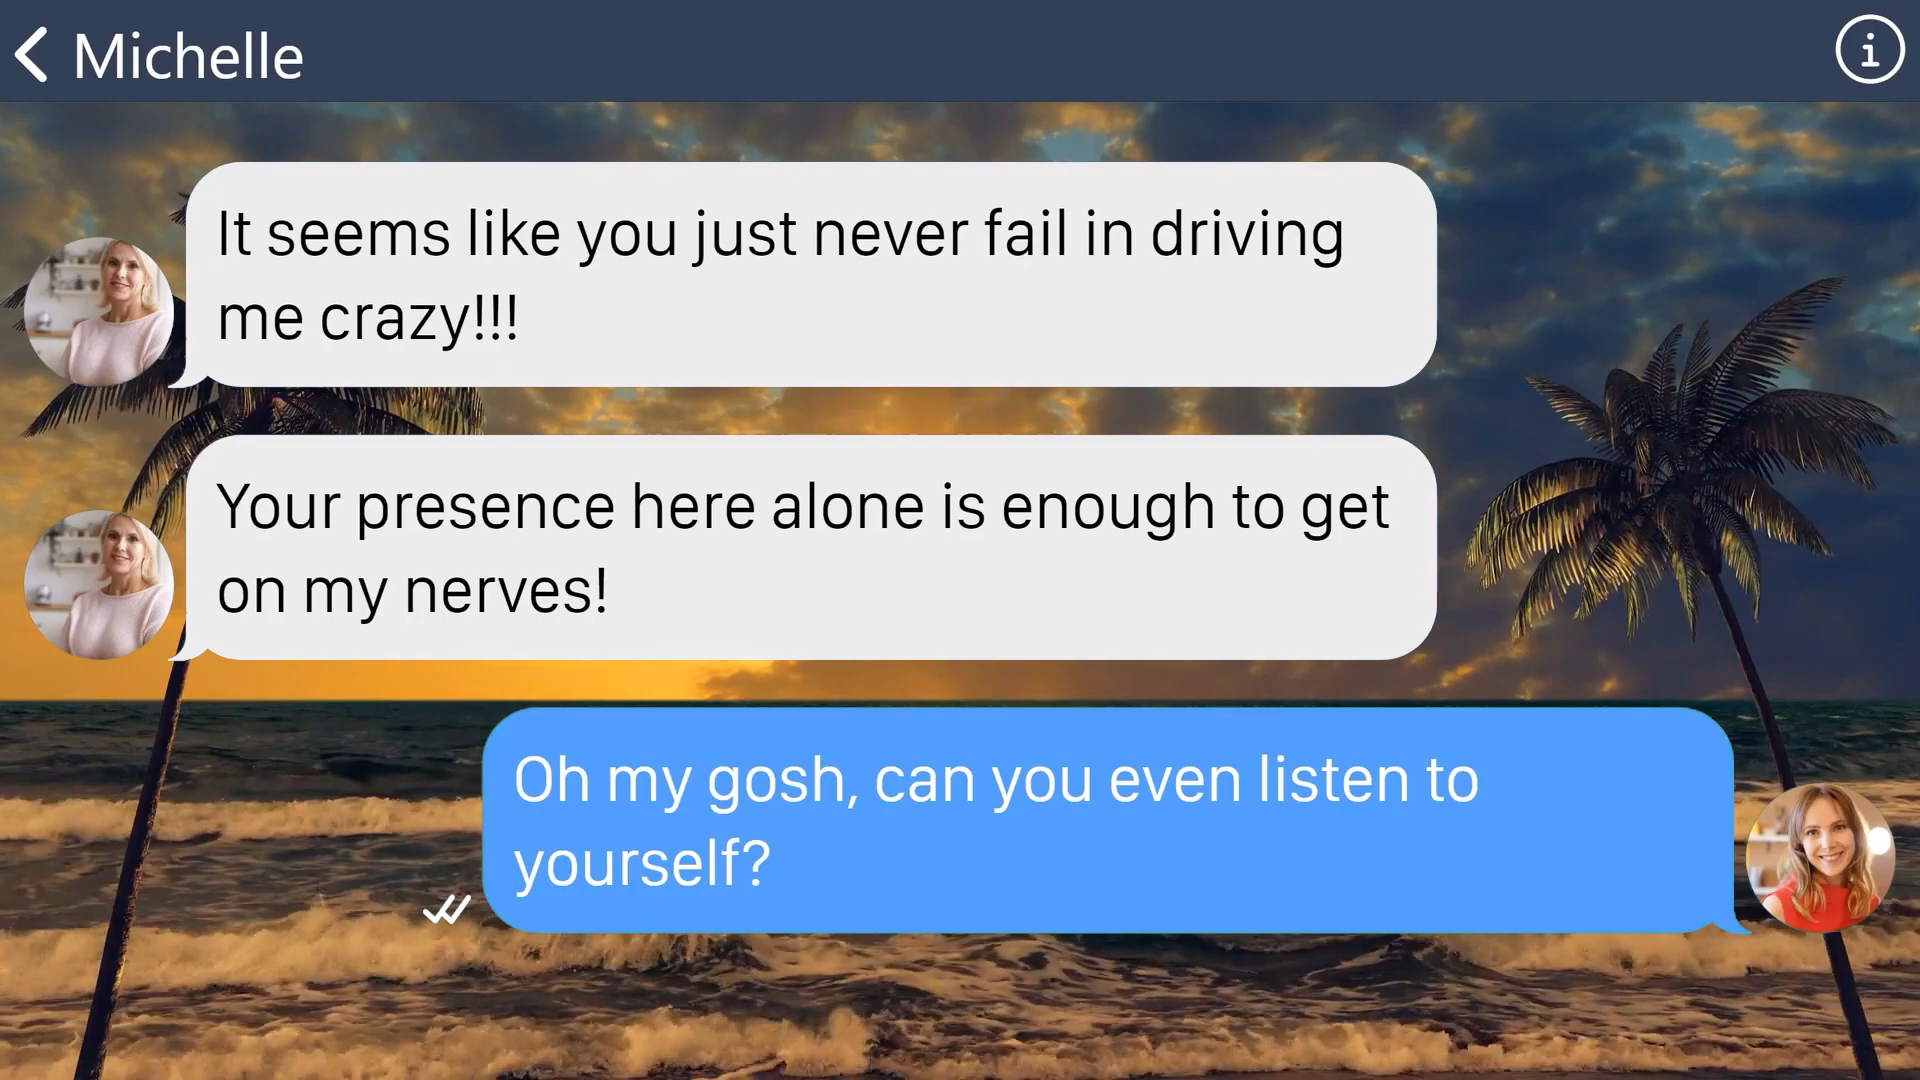 Michelle
It seems like you just never fail in driving
me crazy!!!
Your presence here alone is enough to get
on my nerves!
Oh my gosh, can you even listen to
yourself?